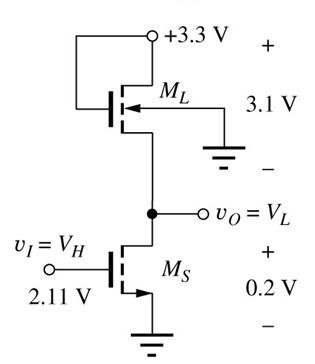 +3.3 V
+
M_L
3.1 V
−
v_O = V_L
v_I = V_H
+
M_S
2.11 V
0.2 V
−